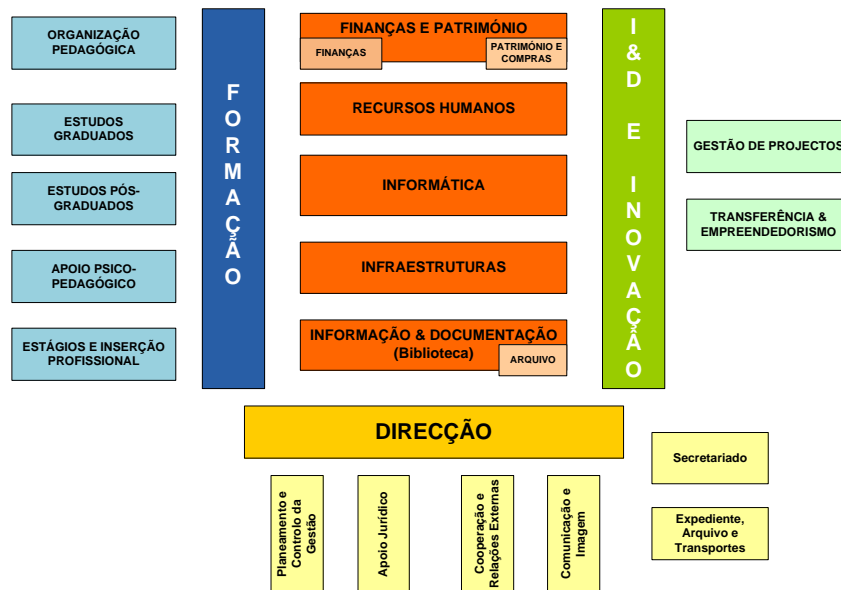 ORGANIZAÇÃO
PEDAGÓGICA
ESTUDOS
GRADUADOS
ESTUDOS PÓS-
GRADUADOS
APOIO PSICO-
PEDAGÓGICO
ESTÁGIOS E INSERÇÃO
PROFISSIONAL
FORMAÇÃO
FINANÇAS E PATRIMÓNIO
FINANÇAS
PATRIMÓNIO E
COMPRAS
RECURSOS HUMANOS
INFORMÁTICA
INFRAESTRUTURAS
INFORMAÇÃO & DOCUMENTAÇÃO
(Biblioteca)
ARQUIVO
I&D E INOVAÇÃO
GESTÃO DE PROJECTOS
TRANSFERÊNCIA &
EMPREENDEDORISMO
DIRECÇÃO
Planeamento e
Controlo da
Gestão
Apoio Jurídico
Cooperação e
Relações Externas
Comunicação e
Imagem
Secretariado
Expediente,
Arquivo e
Transportes